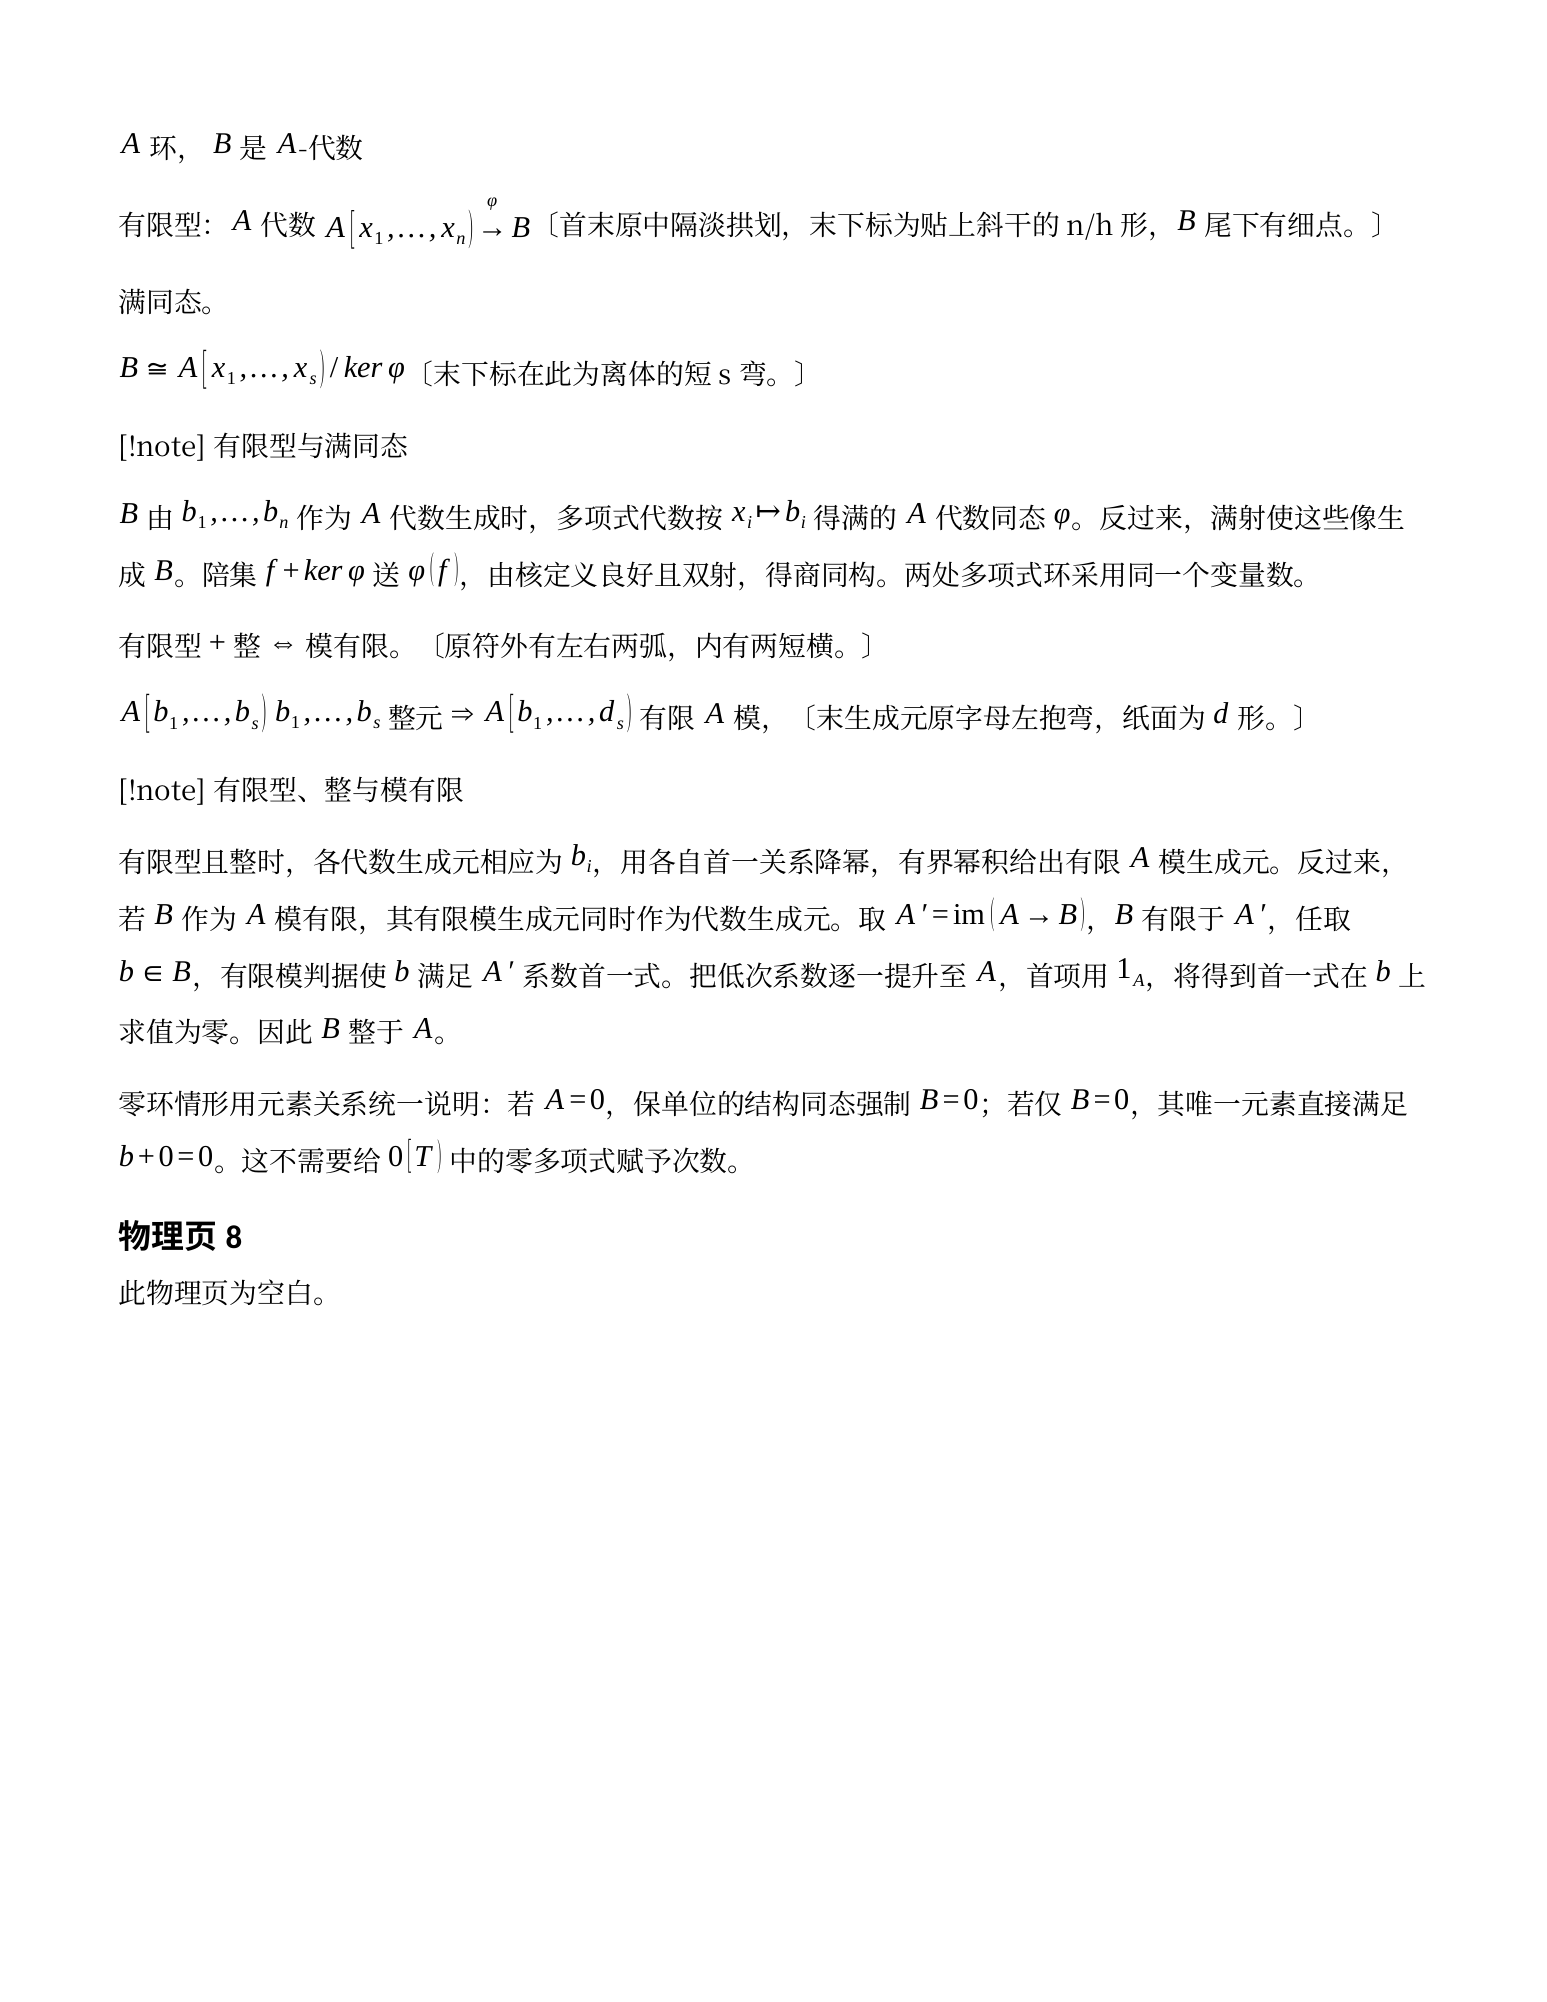 A 环， B 是 A-代数
有限型：A 代数 A[x₁,…,xₙ) →^φ B〔首末原中隔淡拱划，末下标为贴上斜干的 n/h 形，B 尾下有细点。〕
满同态。
B ≅ A[x₁,…,xₛ)/ker φ〔末下标在此为离体的短 s 弯。〕
[!note] 有限型与满同态
B 由 b₁,…,bₙ 作为 A 代数生成时，多项式代数按 xᵢ↦bᵢ 得满的 A 代数同态 φ。反过来，满射使这些像生
成 B。陪集 f+ker φ 送 φ(f)，由核定义良好且双射，得商同构。两处多项式环采用同一个变量数。
有限型 + 整 ⇔ 模有限。〔原符外有左右两弧，内有两短横。〕
A[b₁,…,bₛ) b₁,…,bₛ 整元 ⇒ A[b₁,…,dₛ) 有限 A 模，〔末生成元原字母左抱弯，纸面为 d 形。〕
[!note] 有限型、整与模有限
有限型且整时，各代数生成元相应为 bᵢ，用各自首一关系降幂，有界幂积给出有限 A 模生成元。反过来，
若 B 作为 A 模有限，其有限模生成元同时作为代数生成元。取 A′=im(A→B)，B 有限于 A′，任取
b∈B，有限模判据使 b 满足 A′ 系数首一式。把低次系数逐一提升至 A，首项用 1_A，将得到首一式在 b 上
求值为零。因此 B 整于 A。
零环情形用元素关系统一说明：若 A=0，保单位的结构同态强制 B=0；若仅 B=0，其唯一元素直接满足
b+0=0。这不需要给 0[T) 中的零多项式赋予次数。
物理页 8
此物理页为空白。